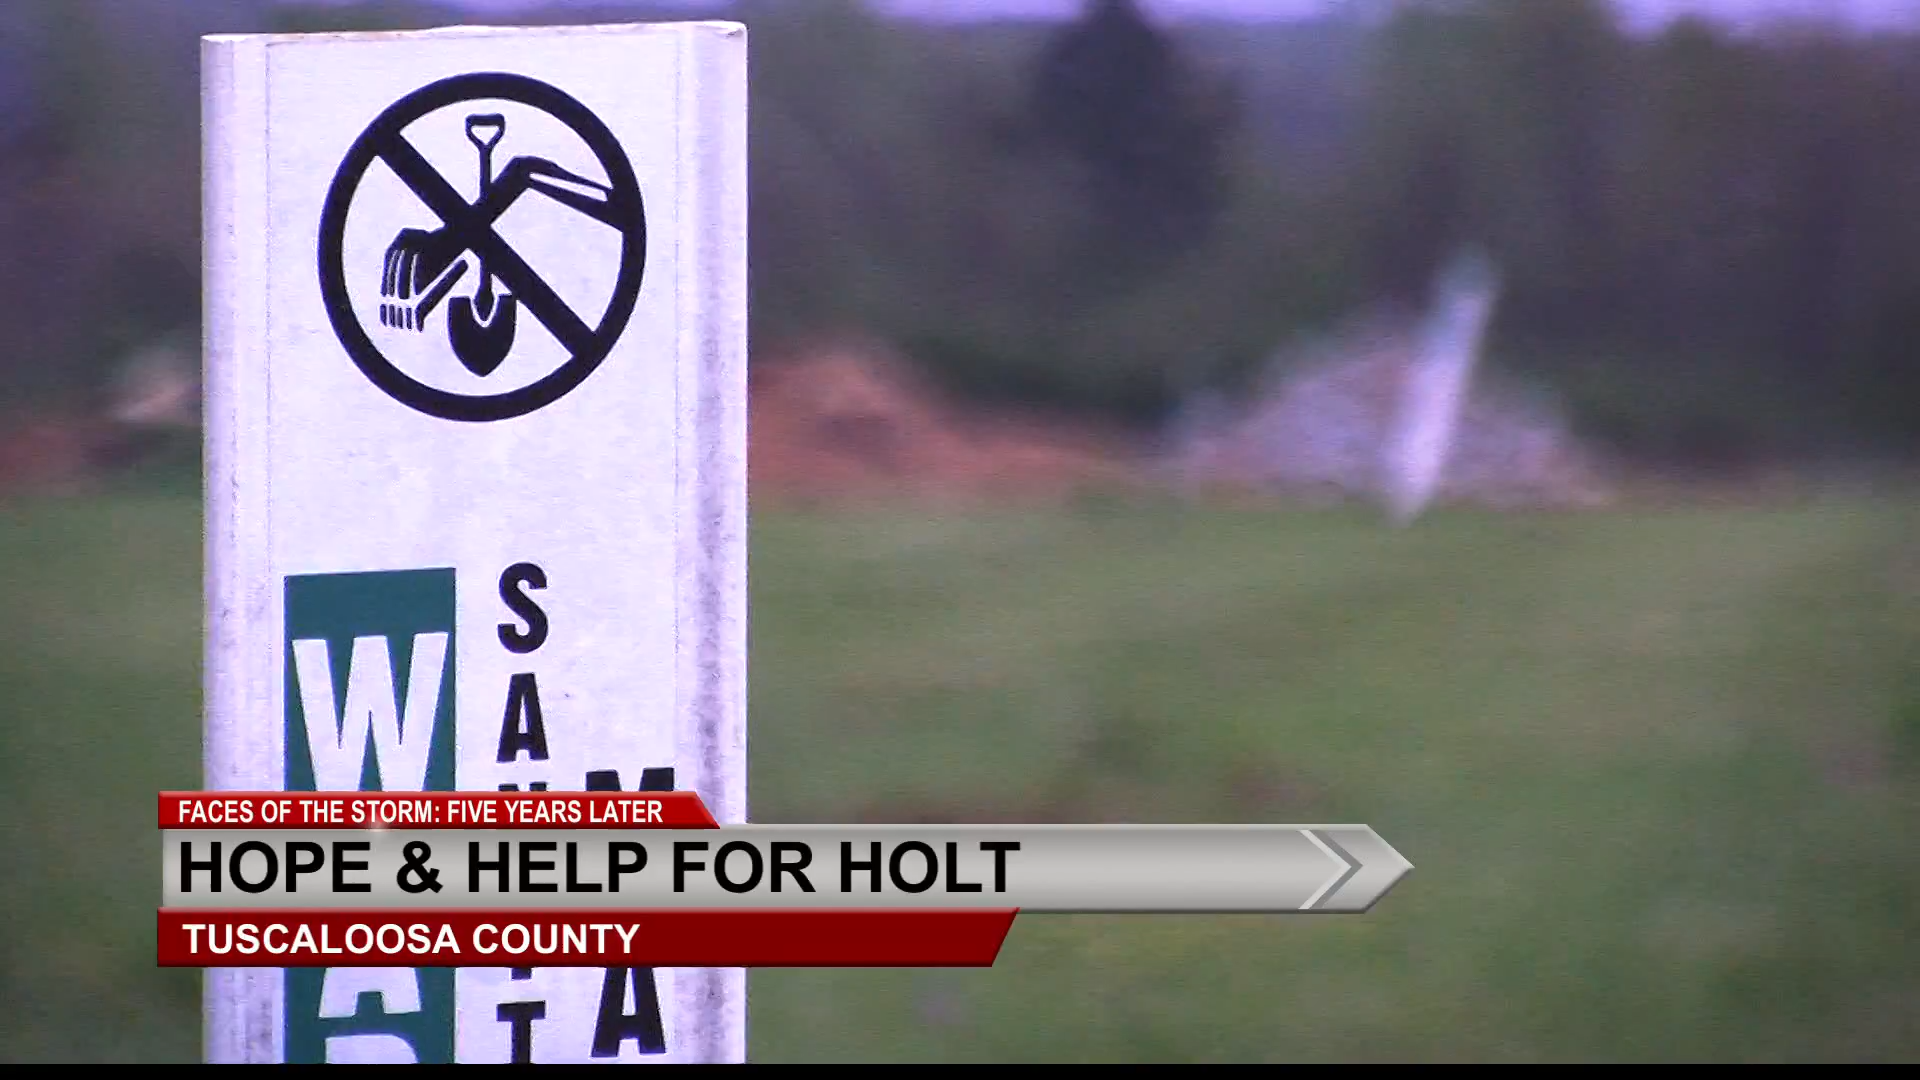 W
A
S
A
T
M
A
FACES OF THE STORM: FIVE YEARS LATER
HOPE & HELP FOR HOLT
TUSCALOOSA COUNTY